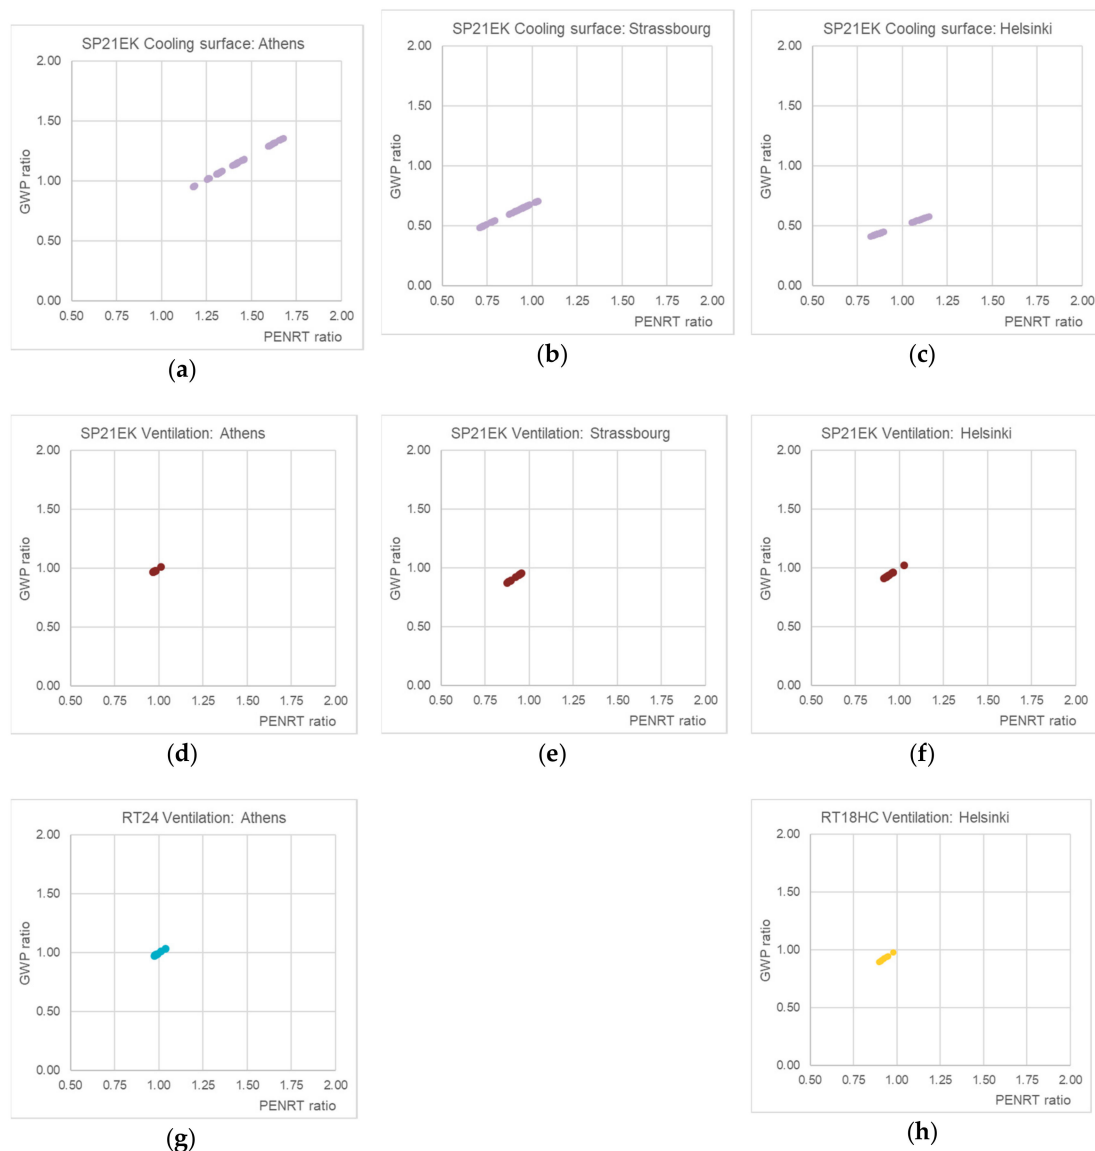 SP21EK Cooling surface: Athens
2.00
1.50
1.00
0.50
0.00
GWP ratio
0.50 0.75 1.00 1.25 1.50 1.75 2.00
PENRT ratio
(a)
SP21EK Cooling surface: Strassbourg
2.00
1.50
1.00
0.50
0.00
GWP ratio
0.50 0.75 1.00 1.25 1.50 1.75 2.00
PENRT ratio
(b)
SP21EK Cooling surface: Helsinki
2.00
1.50
1.00
0.50
0.00
GWP ratio
0.50 0.75 1.00 1.25 1.50 1.75 2.00
PENRT ratio
(c)
SP21EK Ventilation: Athens
2.00
1.50
1.00
0.50
0.00
GWP ratio
0.50 0.75 1.00 1.25 1.50 1.75 2.00
PENRT ratio
(d)
SP21EK Ventilation: Strassbourg
2.00
1.50
1.00
0.50
0.00
GWP ratio
0.50 0.75 1.00 1.25 1.50 1.75 2.00
PENRT ratio
(e)
SP21EK Ventilation: Helsinki
2.00
1.50
1.00
0.50
0.00
GWP ratio
0.50 0.75 1.00 1.25 1.50 1.75 2.00
PENRT ratio
(f)
RT24 Ventilation: Athens
2.00
1.50
1.00
0.50
0.00
GWP ratio
0.50 0.75 1.00 1.25 1.50 1.75 2.00
PENRT ratio
(g)
RT18HC Ventilation: Helsinki
2.00
1.50
1.00
0.50
0.00
GWP ratio
0.50 0.75 1.00 1.25 1.50 1.75 2.00
PENRT ratio
(h)